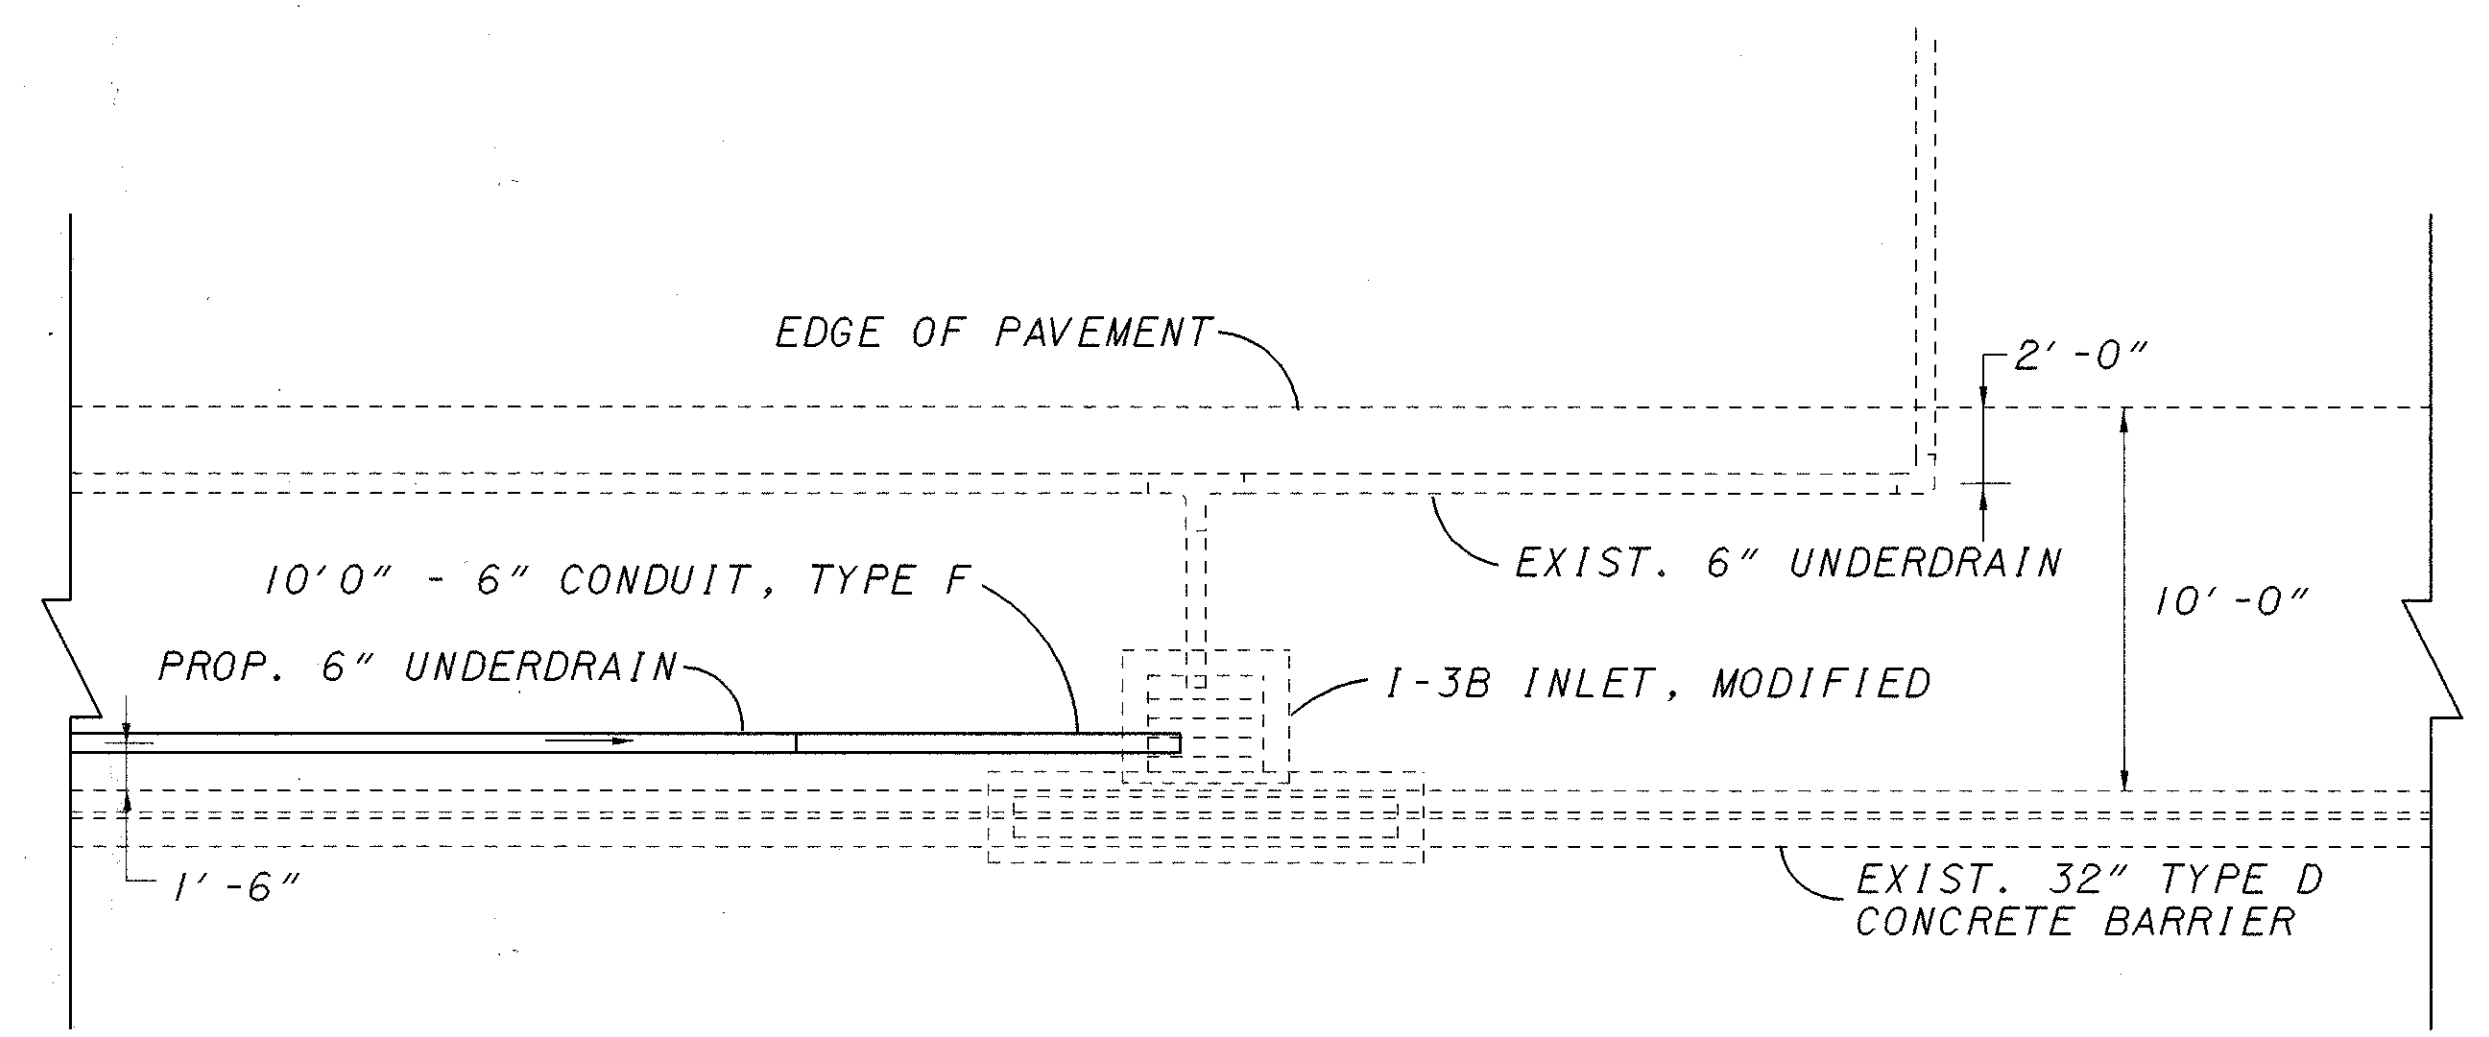 EDGE OF PAVEMENT
2'-0"
EXIST. 6" UNDERDRAIN
10'0" - 6" CONDUIT, TYPE F
10'-0"
PROP. 6" UNDERDRAIN
I-3B INLET, MODIFIED
1'-6"
EXIST. 32" TYPE D
CONCRETE BARRIER